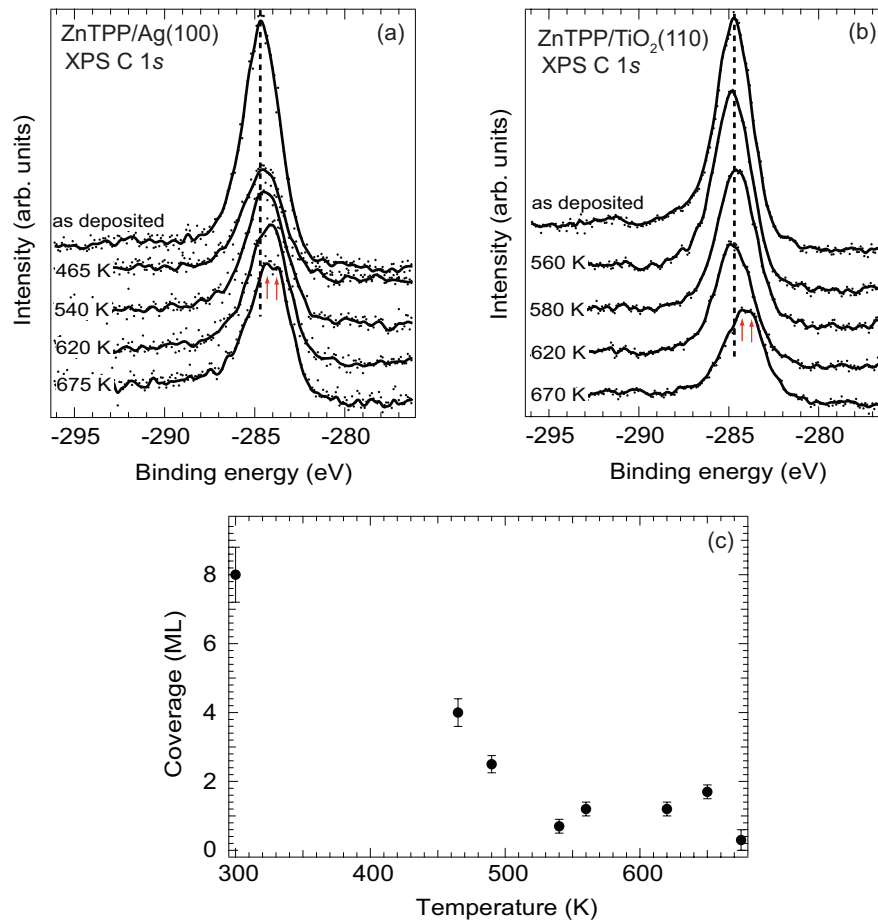 ZnTPP/Ag(100)
XPS C 1s
(a)
as deposited
465 K
540 K
620 K
675 K
Intensity (arb. units)
-295 -290 -285 -280
Binding energy (eV)
ZnTPP/TiO₂(110)
XPS C 1s
(b)
as deposited
560 K
580 K
620 K
670 K
Intensity (arb. units)
-295 -290 -285 -280
Binding energy (eV)
(c)
8
6
4
2
0
Coverage (ML)
300 400 500 600
Temperature (K)